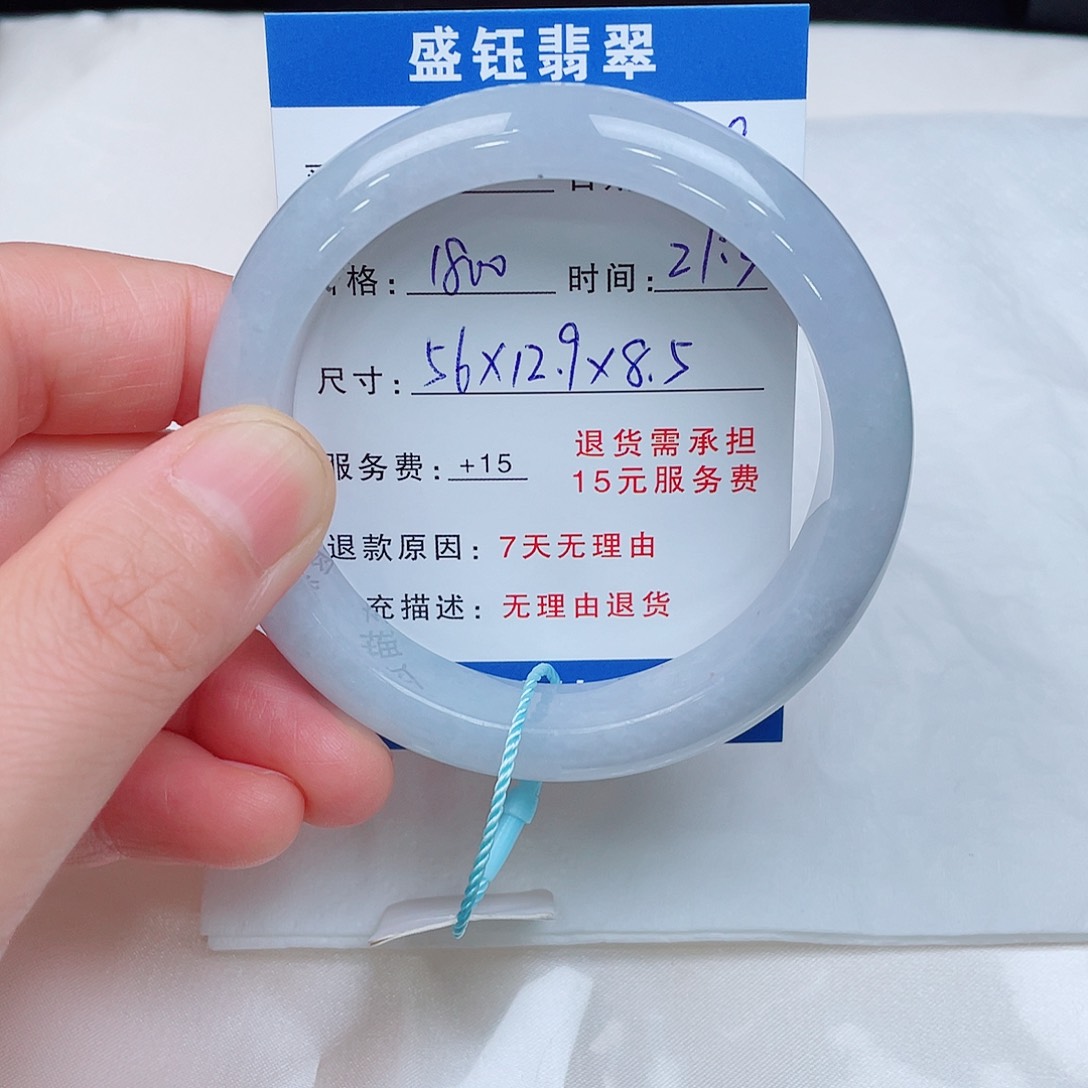 盛钰翡翠
格: 1800 时间: 21:
尺寸: 56×12.9×8.5
服务费: +15 退货需承担
15元服务费
退款原因: 7天无理由
充描述: 无理由退货